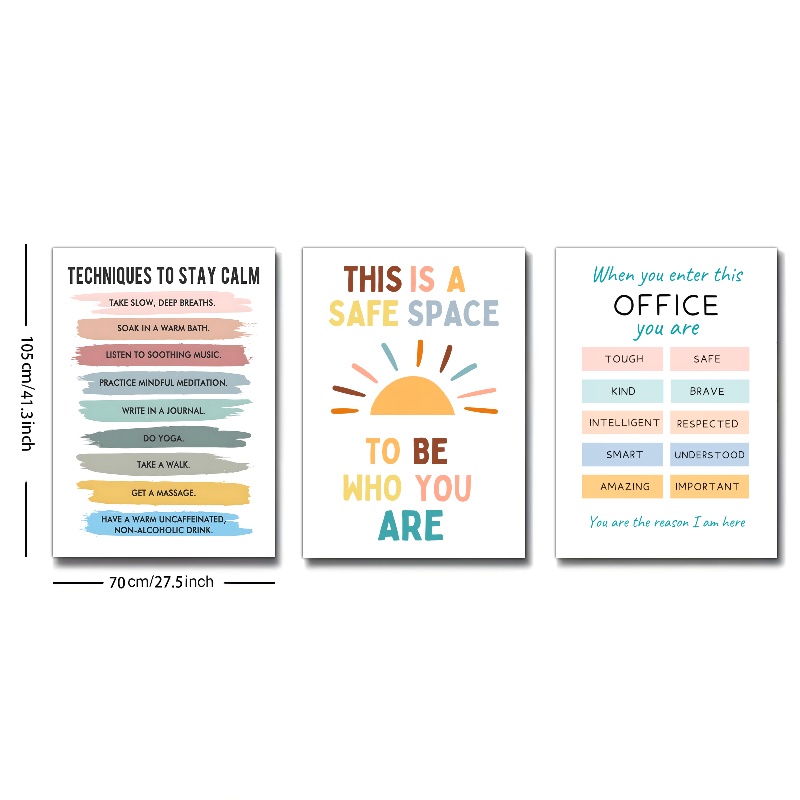 105cm/41.3inch
TECHNIQUES TO STAY CALM
TAKE SLOW, DEEP BREATHS.
SOAK IN A WARM BATH.
LISTEN TO SOOTHING MUSIC.
PRACTICE MINDFUL MEDITATION.
WRITE IN A JOURNAL.
DO YOGA.
TAKE A WALK.
GET A MASSAGE.
HAVE A WARM UNCAFFEINATED,
NON-ALCOHOLIC DRINK.
70cm/27.5inch
THIS IS A
SAFE SPACE
TO BE
WHO YOU
ARE
When you enter this
OFFICE
you are
TOUGH SAFE
KIND BRAVE
INTELLIGENT RESPECTED
SMART UNDERSTOOD
AMAZING IMPORTANT
You are the reason I am here